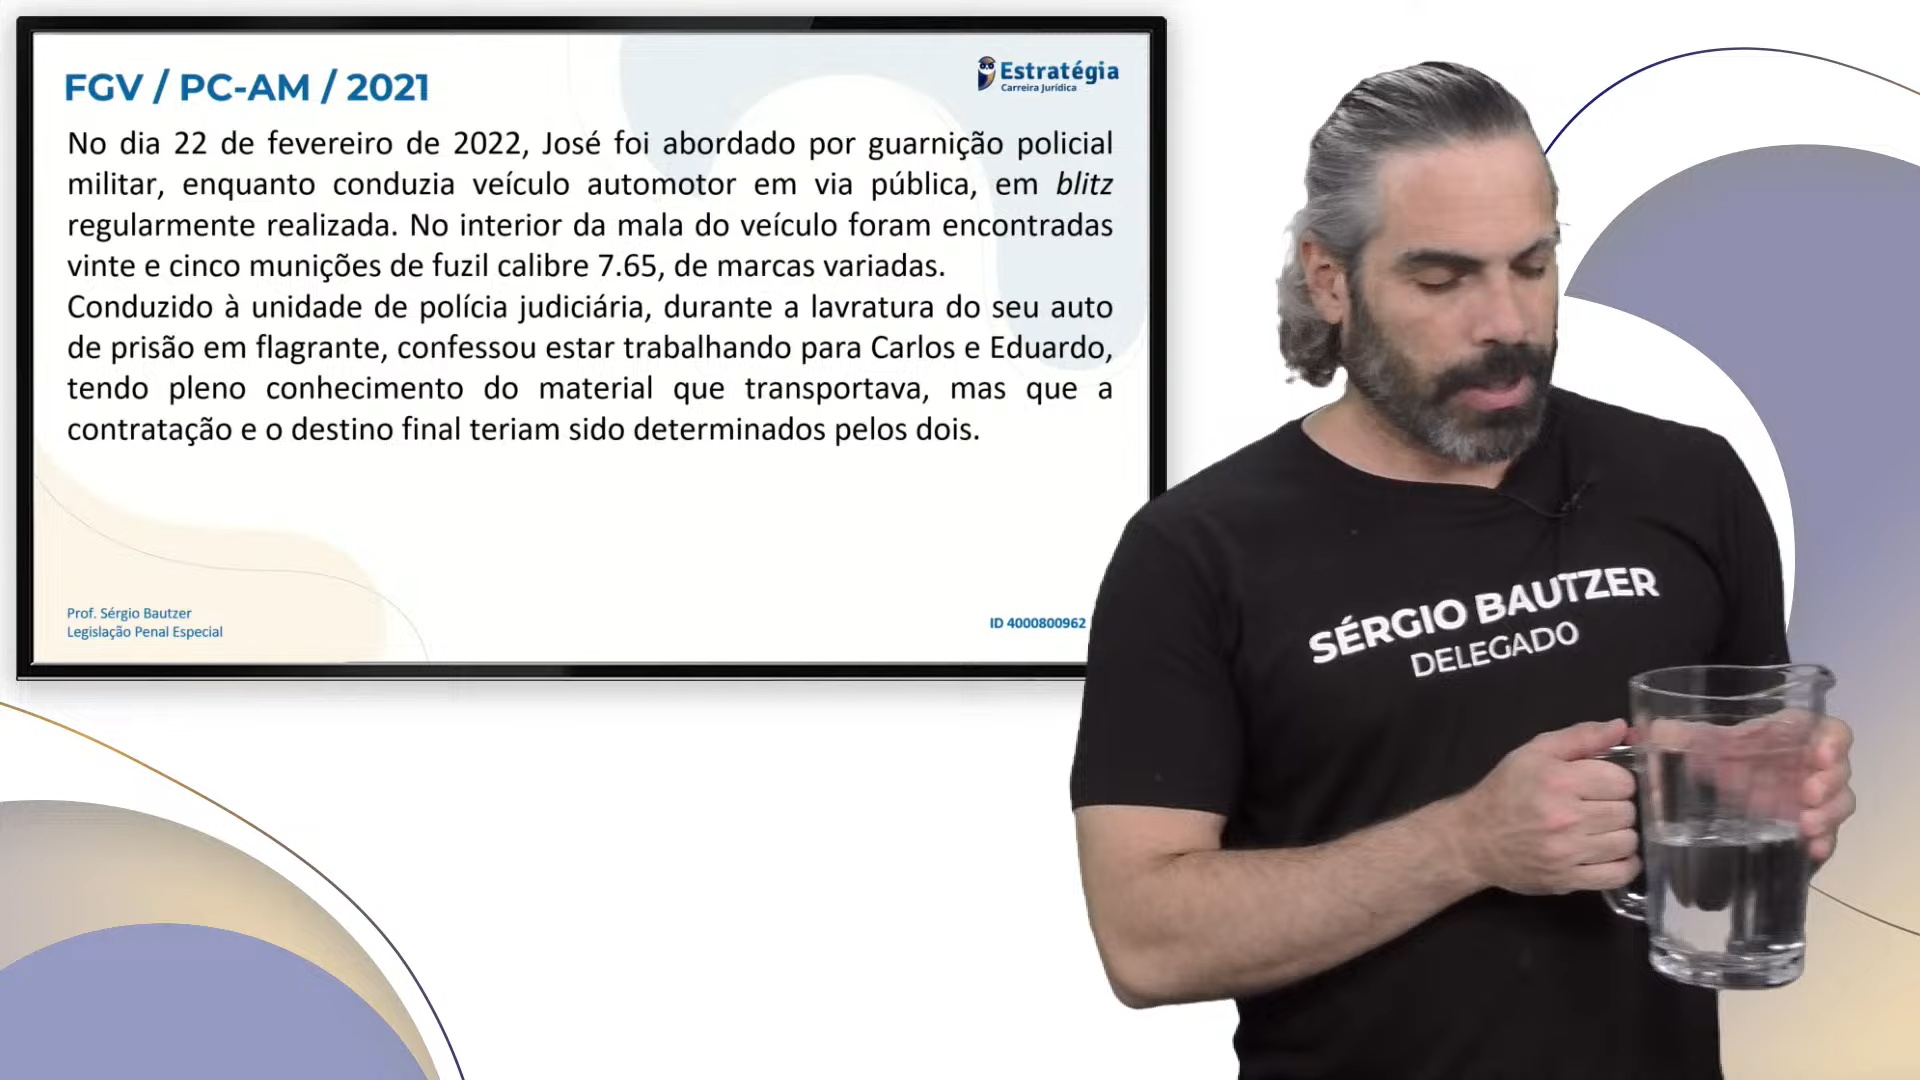 FGV / PC-AM / 2021
Estratégia
Carreira Jurídica
No dia 22 de fevereiro de 2022, José foi abordado por guarnição policial
militar, enquanto conduzia veículo automotor em via pública, em blitz
regularmente realizada. No interior da mala do veículo foram encontradas
vinte e cinco munições de fuzil calibre 7.65, de marcas variadas.
Conduzido à unidade de polícia judiciária, durante a lavratura do seu auto
de prisão em flagrante, confessou estar trabalhando para Carlos e Eduardo,
tendo pleno conhecimento do material que transportava, mas que a
contratação e o destino final teriam sido determinados pelos dois.
Prof. Sérgio Bautzer
Legislação Penal Especial
ID 4000800962
SÉRGIO BAUTZER
DELEGADO